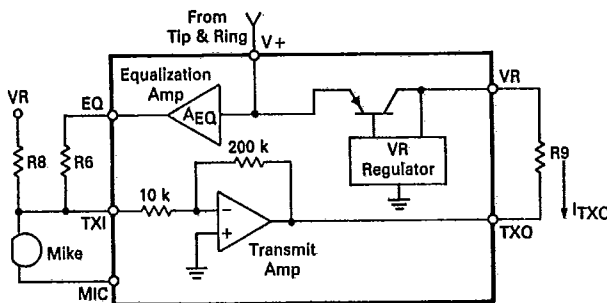 From
Tip & Ring
V+
Equalization
Amp
VR
EQ
AEQ
VR
R8
R6
200 k
VR
Regulator
R9
10 k
TXI
ITXO
Mike
Transmit
Amp
TXO
MIC